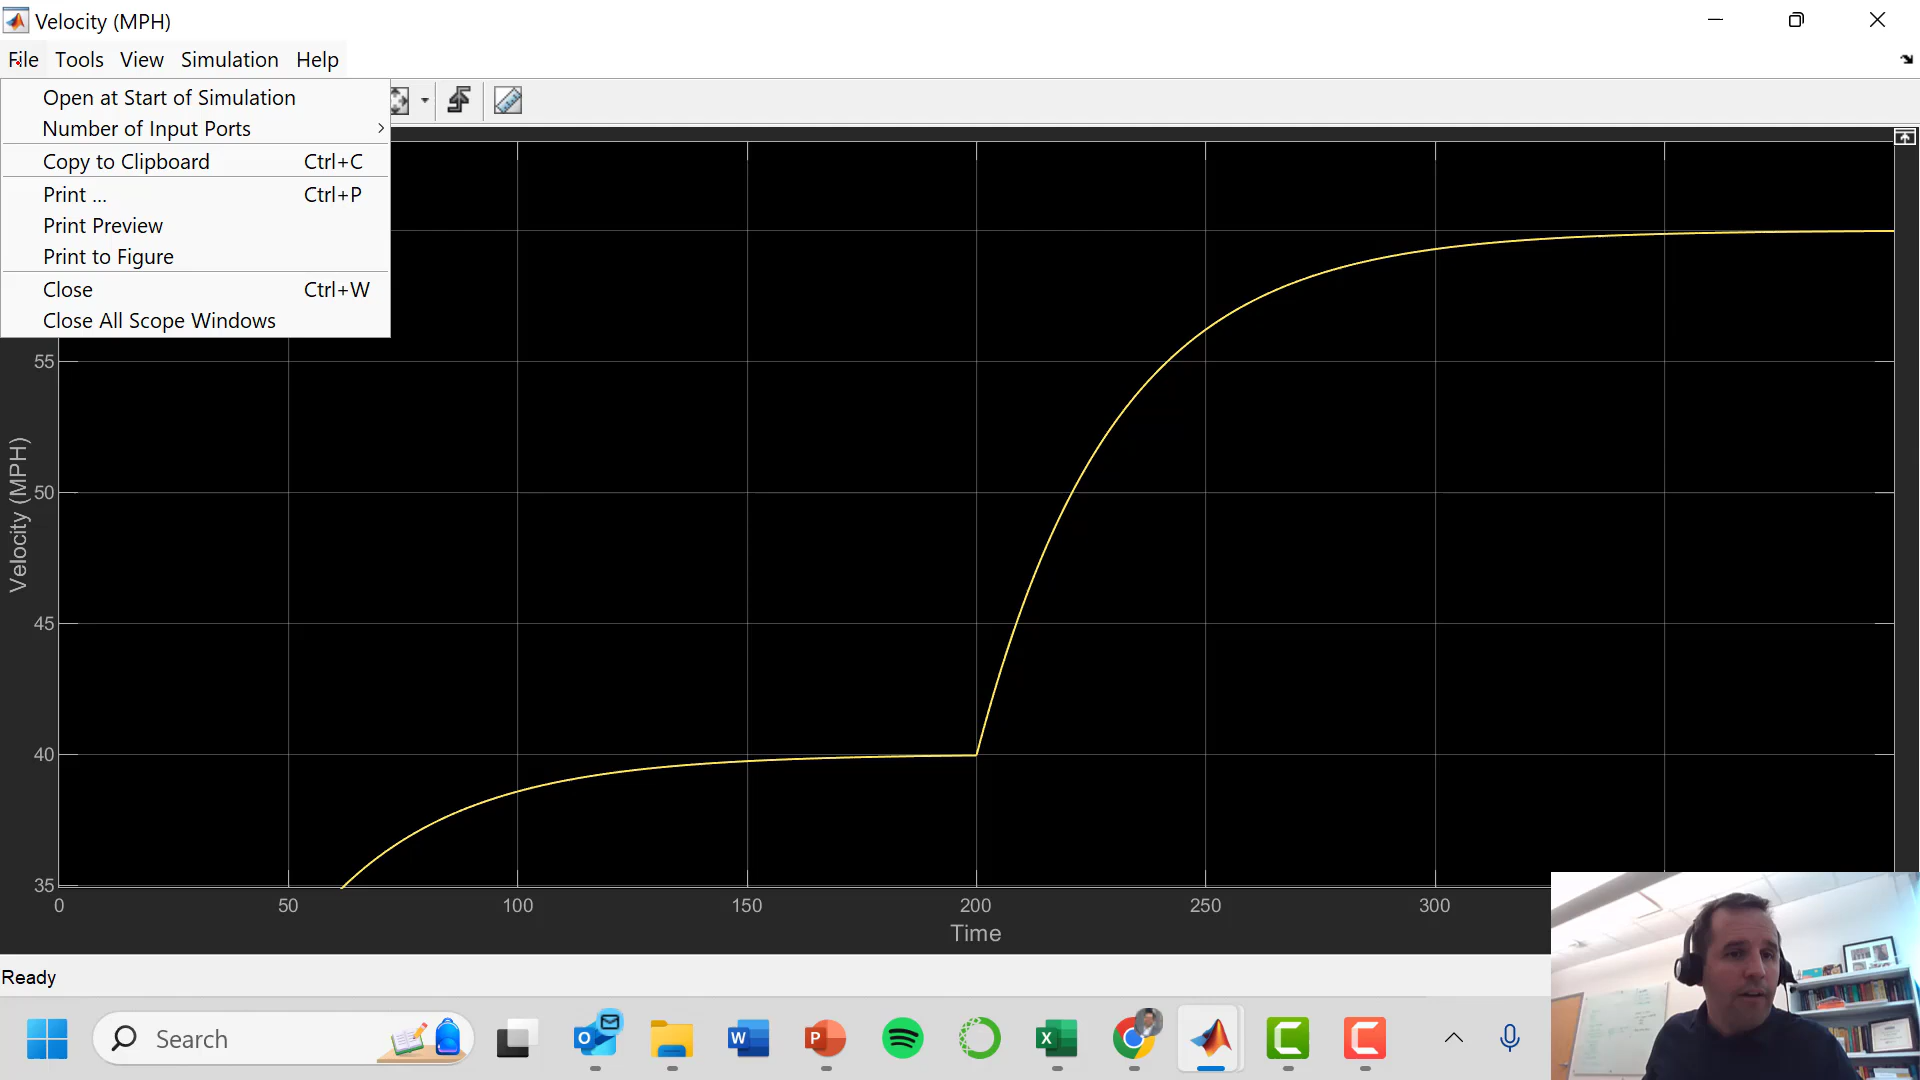 Velocity (MPH)
File Tools View Simulation Help
Open at Start of Simulation
Number of Input Ports
Copy to Clipboard Ctrl+C
Print ... Ctrl+P
Print Preview
Print to Figure
Close Ctrl+W
Close All Scope Windows
55
50
45
40
35
Velocity (MPH)
0 50 100 150 200 250 300
Time
Ready
Search